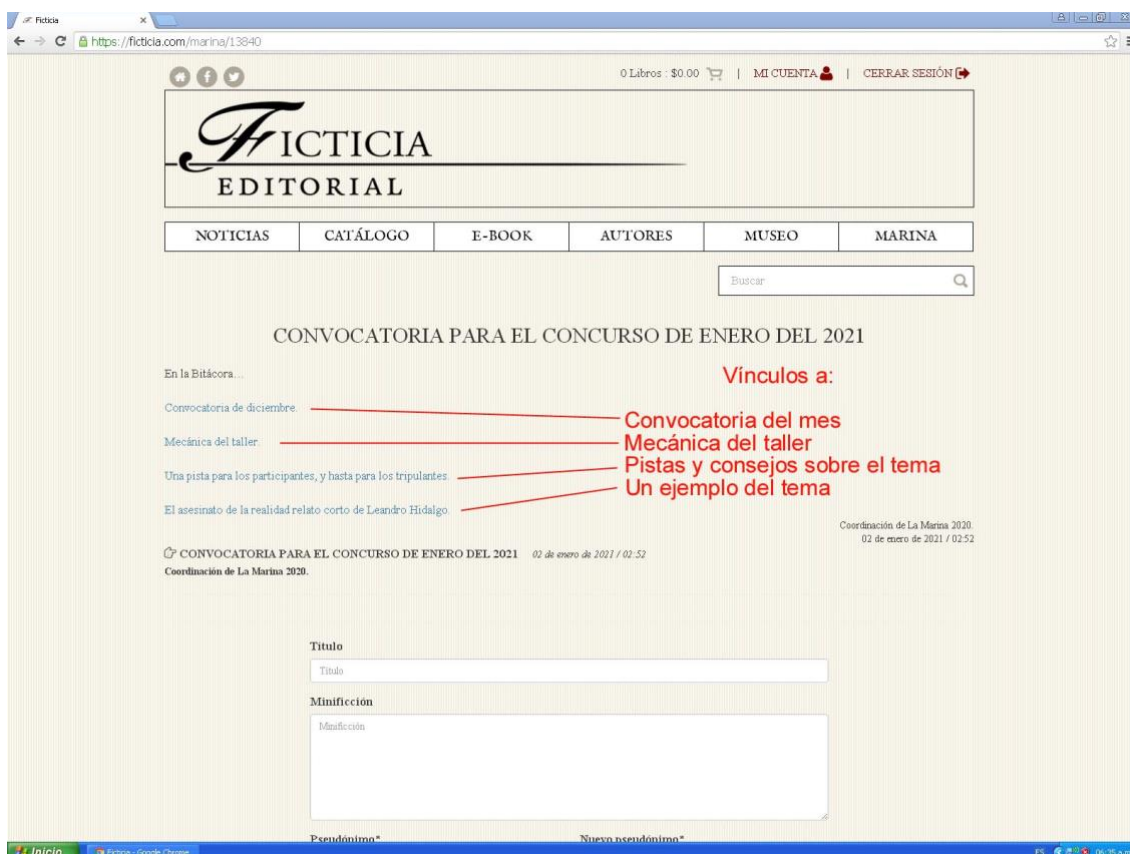 Ficticia
https://ficticia.com/marina/13840
0 Libros : $0.00 | MI CUENTA | CERRAR SESIÓN
FICTICIA
EDITORIAL
NOTICIAS CATÁLOGO E-BOOK AUTORES MUSEO MARINA
Buscar
CONVOCATORIA PARA EL CONCURSO DE ENERO DEL 2021
En la Bitácora...
Vínculos a:
Convocatoria de diciembre.
Convocatoria del mes
Mecánica del taller.
Mecánica del taller
Una pista para los participantes, y hasta para los tripulantes.
Pistas y consejos sobre el tema
El asesinato de la realidad relato corto de Leandro Hidalgo.
Un ejemplo del tema
Coordinación de La Marina 2020.
02 de enero de 2021 / 02:52
CONVOCATORIA PARA EL CONCURSO DE ENERO DEL 2021 02 de enero de 2021 / 02:52
Coordinación de La Marina 2020.
Título
Título
Minificción
Minificción
Pseudónimo* Nuevo pseudónimo*
Inicio Ficticia - Google Chrome ES 06:25 a.m.